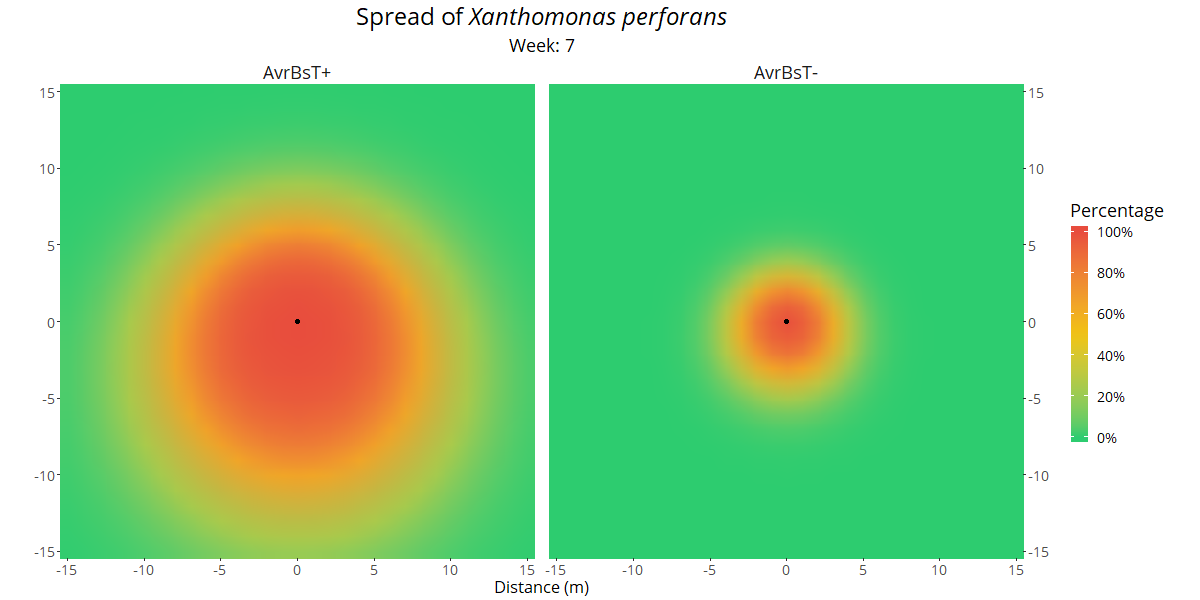 Spread of Xanthomonas perforans
Week: 7
AvrBsT+
AvrBsT-
15
10
5
0
-5
-10
-15
-15 -10 -5 0 5 10 15
15
10
5
0
-5
-10
-15
-15 -10 -5 0 5 10 15
Distance (m)
Percentage
100%
80%
60%
40%
20%
0%